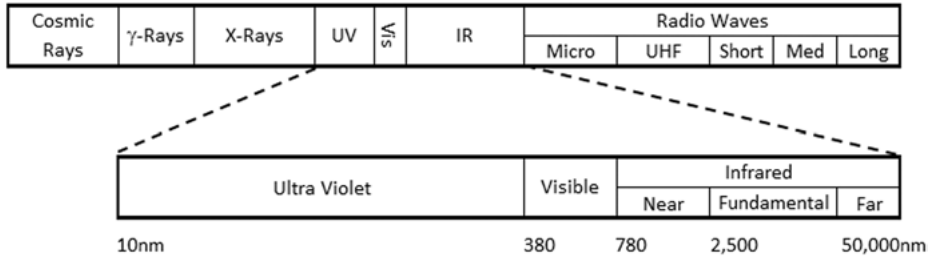 Cosmic Rays
γ-Rays
X-Rays
UV
Vis
IR
Radio Waves
Micro
UHF
Short
Med
Long
Ultra Violet
Visible
Infrared
Near
Fundamental
Far
10nm
380
780
2,500
50,000nm